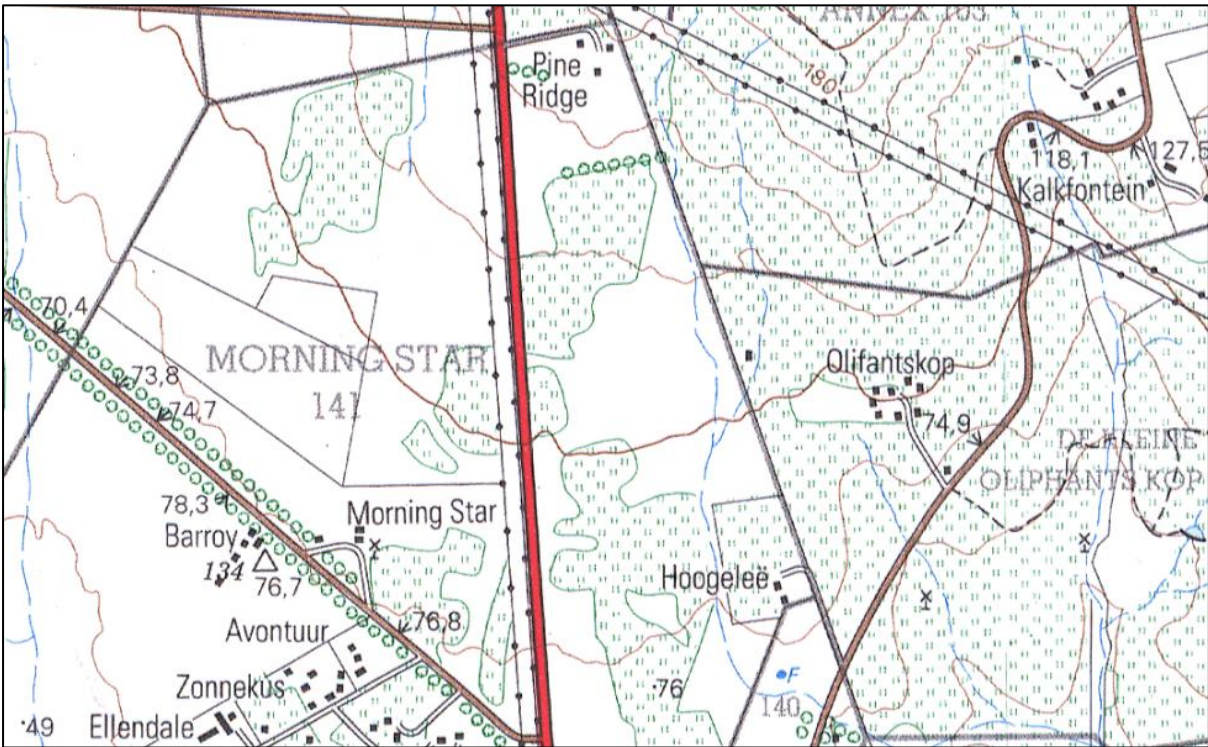 ANNEX 163
Pine
Ridge
180
118,1
127,5
Kalkfontein
70,4
MORNING STAR
141
73,8
74,7
Olifantskop
74,9
DE KLEINE
OLIPHANTS KOP
78,3
Morning Star
Barroy
134
76,7
Hoogeleë
76,8
Avontuur
F
Zonnekus
76
140
Ellendale
49